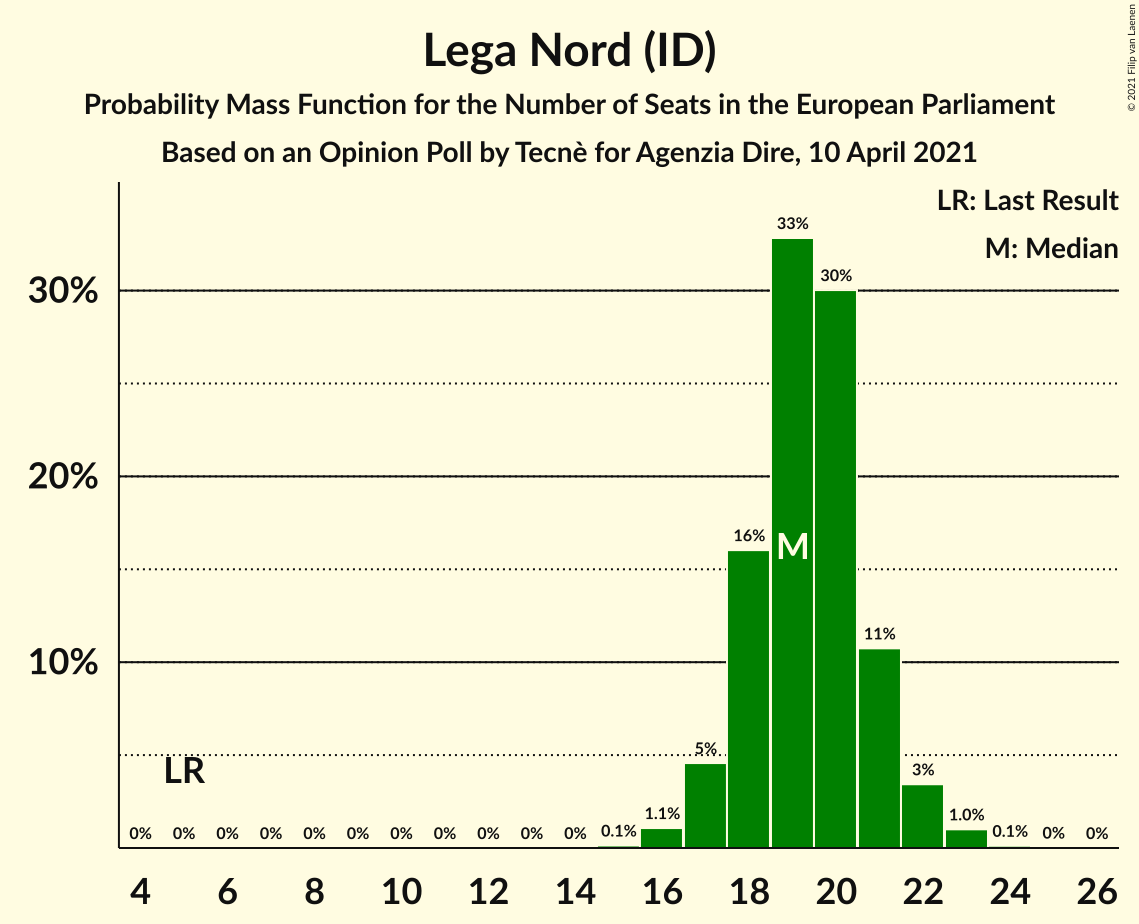 Lega Nord (ID)
Probability Mass Function for the Number of Seats in the European Parliament
Based on an Opinion Poll by Tecnè for Agenzia Dire, 10 April 2021
© 2021 Filip van Laenen
LR: Last Result
M: Median
30%
20%
10%
LR
M
0% 0% 0% 0% 0% 0% 0% 0% 0% 0% 0% 0.1% 1.1% 5% 16% 33% 30% 11% 3% 1.0% 0.1% 0% 0%
4 6 8 10 12 14 16 18 20 22 24 26